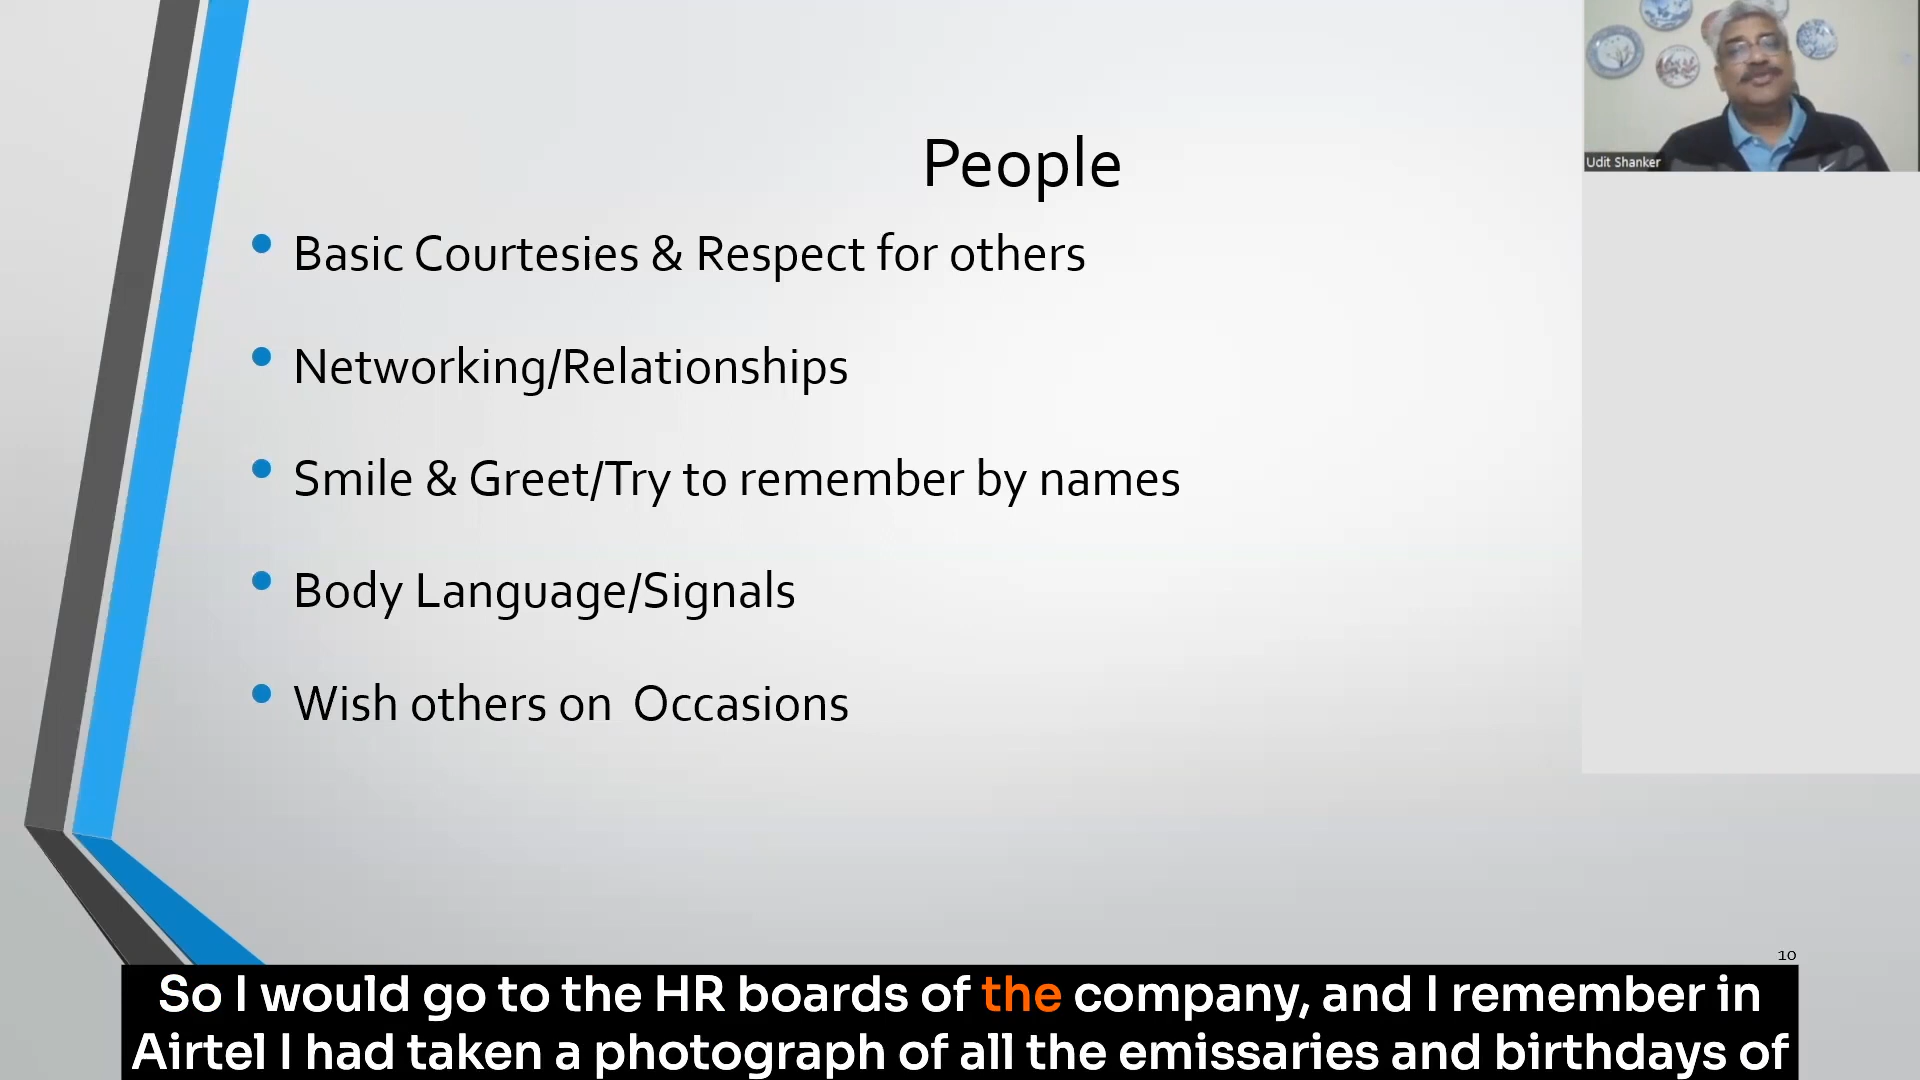 People
Basic Courtesies & Respect for others
Networking/Relationships
Smile & Greet/Try to remember by names
Body Language/Signals
Wish others on  Occasions
Udit Shanker
10
So I would go to the HR boards of the company, and I remember in
Airtel I had taken a photograph of all the emissaries and birthdays of